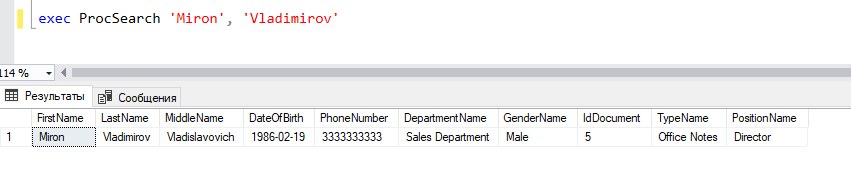 exec ProcSearch 'Miron', 'Vladimirov'
114 %
Результаты Сообщения
FirstName LastName MiddleName DateOfBirth PhoneNumber DepartmentName GenderName IdDocument TypeName PositionName
1 Miron Vladimirov Vladislavovich 1986-02-19 3333333333 Sales Department Male 5 Office Notes Director